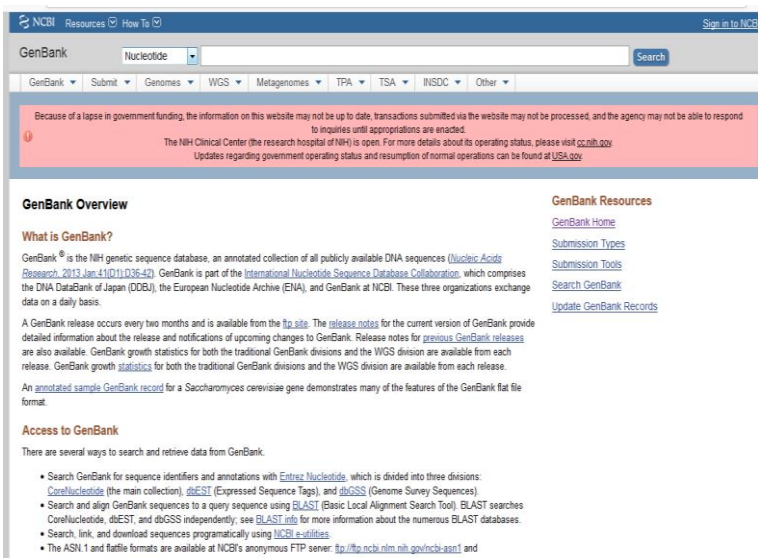 NCBI Resources How To Sign in to NCBI
GenBank Nucleotide Search
GenBank Submit Genomes WGS Metagenomes TPA TSA INSDC Other
Because of a lapse in government funding, the information on this website may not be up to date, transactions submitted via the website may not be processed, and the agency may not be able to respond
to inquiries until appropriations are enacted.
The NIH Clinical Center (the research hospital of NIH) is open. For more details about its operating status, please visit cc.nih.gov.
Updates regarding government operating status and resumption of normal operations can be found at USA.gov.
GenBank Overview
What is GenBank?
GenBank ® is the NIH genetic sequence database, an annotated collection of all publicly available DNA sequences (Nucleic Acids
Research, 2013 Jan;41(D1):D36-42). GenBank is part of the International Nucleotide Sequence Database Collaboration, which comprises
the DNA DataBank of Japan (DDBJ), the European Nucleotide Archive (ENA), and GenBank at NCBI. These three organizations exchange
data on a daily basis.
A GenBank release occurs every two months and is available from the ftp site. The release notes for the current version of GenBank provide
detailed information about the release and notifications of upcoming changes to GenBank. Release notes for previous GenBank releases
are also available. GenBank growth statistics for both the traditional GenBank divisions and the WGS division are available from each
release. GenBank growth statistics for both the traditional GenBank divisions and the WGS division are available from each release.
An annotated sample GenBank record for a Saccharomyces cerevisiae gene demonstrates many of the features of the GenBank flat file
format.
Access to GenBank
There are several ways to search and retrieve data from GenBank.
• Search GenBank for sequence identifiers and annotations with Entrez Nucleotide, which is divided into three divisions:
CoreNucleotide (the main collection), dbEST (Expressed Sequence Tags), and dbGSS (Genome Survey Sequences).
• Search and align GenBank sequences to a query sequence using BLAST (Basic Local Alignment Search Tool). BLAST searches
CoreNucleotide, dbEST, and dbGSS independently; see BLAST info for more information about the numerous BLAST databases.
• Search, link, and download sequences programatically using NCBI e-utilities.
• The ASN.1 and flatfile formats are available at NCBI's anonymous FTP server: ftp://ftp.ncbi.nlm.nih.gov/ncbi-asn1 and
GenBank Resources
GenBank Home
Submission Types
Submission Tools
Search GenBank
Update GenBank Records